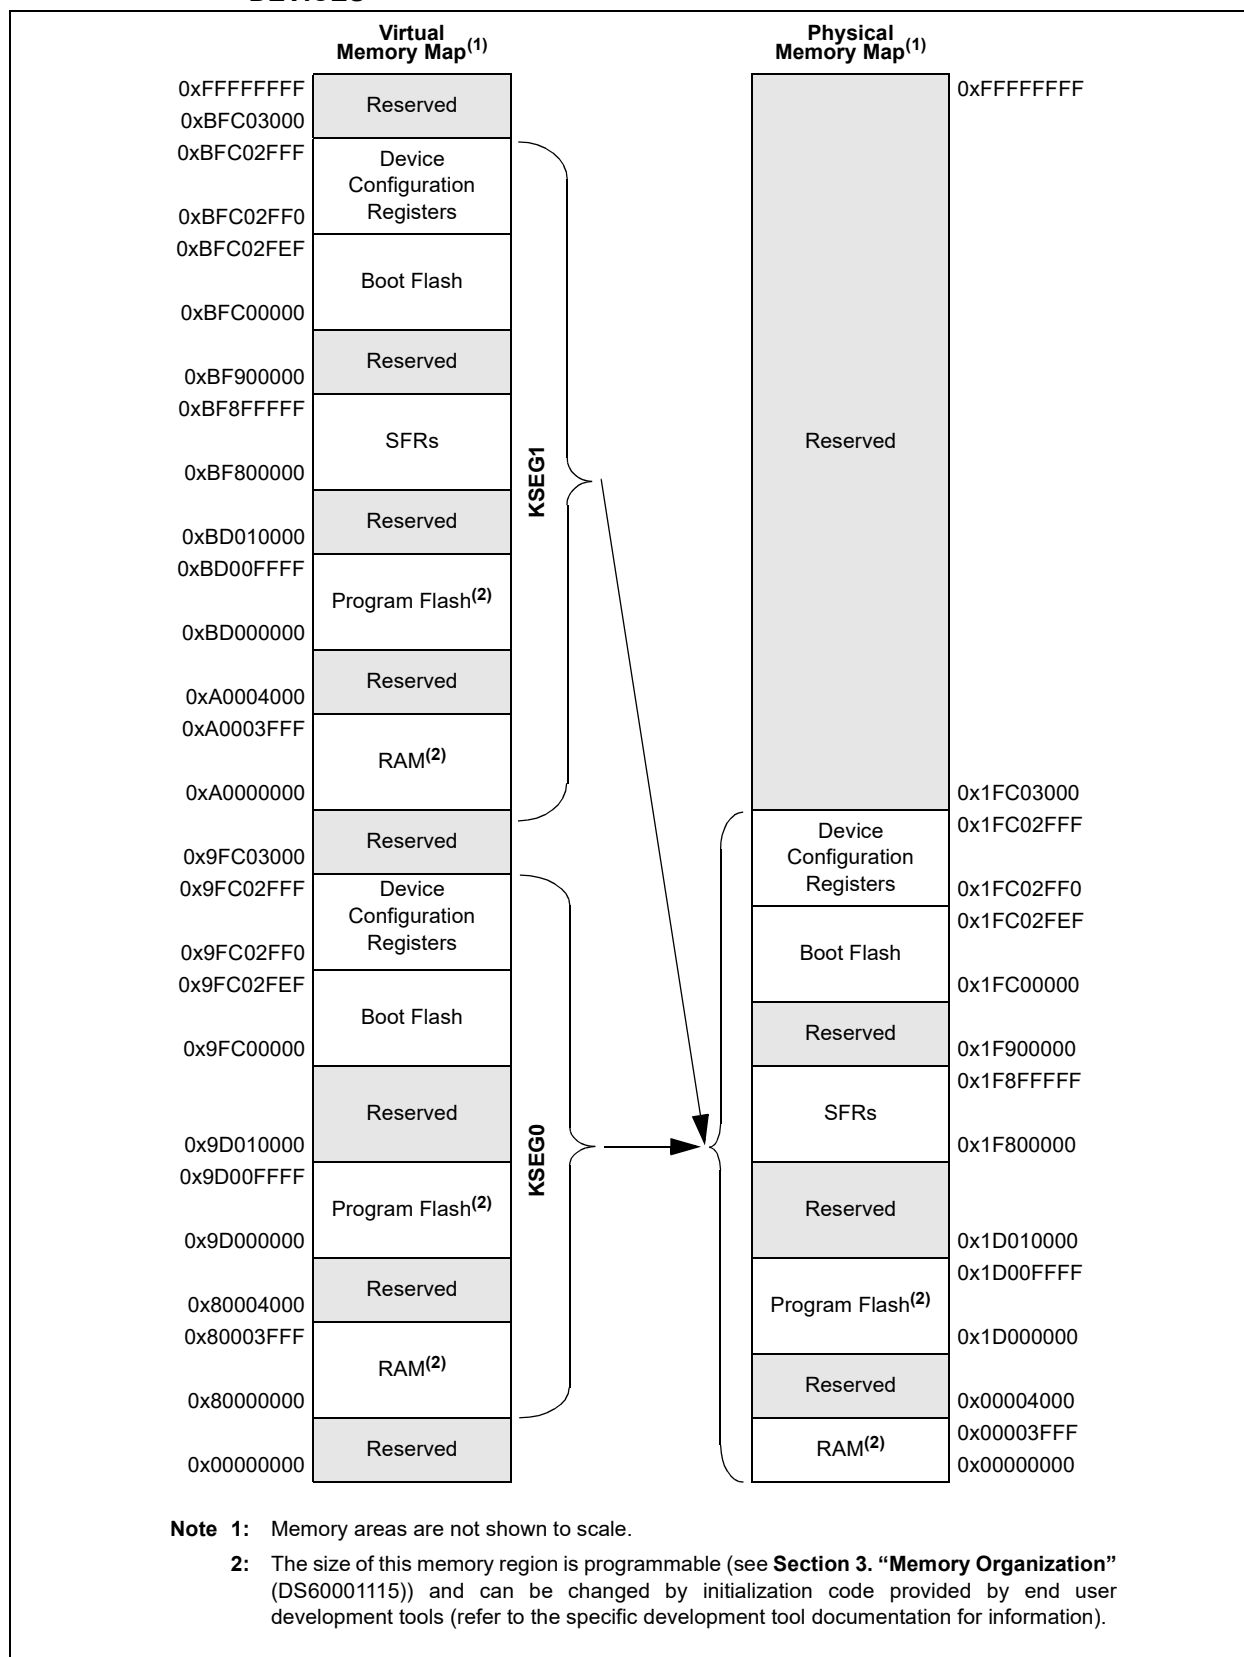 DEVICES
Virtual
Memory Map(1)
0xFFFFFFFF
Reserved
0xBFC03000
0xBFC02FFF
Device
Configuration
Registers
0xBFC02FF0
0xBFC02FEF
Boot Flash
0xBFC00000
Reserved
0xBF900000
0xBF8FFFFF
SFRs
0xBF800000
Reserved
0xBD010000
0xBD00FFFF
Program Flash(2)
0xBD000000
Reserved
0xA0004000
0xA0003FFF
RAM(2)
0xA0000000
Reserved
0x9FC03000
0x9FC02FFF
Device
Configuration
Registers
0x9FC02FF0
0x9FC02FEF
Boot Flash
0x9FC00000
Reserved
0x9D010000
0x9D00FFFF
Program Flash(2)
0x9D000000
Reserved
0x80004000
0x80003FFF
RAM(2)
0x80000000
Reserved
0x00000000
KSEG1
KSEG0
Physical
Memory Map(1)
0xFFFFFFFF
Reserved
0x1FC03000
Device
Configuration
Registers
0x1FC02FFF
0x1FC02FF0
0x1FC02FEF
Boot Flash
0x1FC00000
Reserved
0x1F900000
0x1F8FFFFF
SFRs
0x1F800000
Reserved
0x1D010000
0x1D00FFFF
Program Flash(2)
0x1D000000
Reserved
0x00004000
0x00003FFF
RAM(2)
0x00000000
Note 1: Memory areas are not shown to scale.
2: The size of this memory region is programmable (see Section 3. “Memory Organization”
(DS60001115)) and can be changed by initialization code provided by end user
development tools (refer to the specific development tool documentation for information).